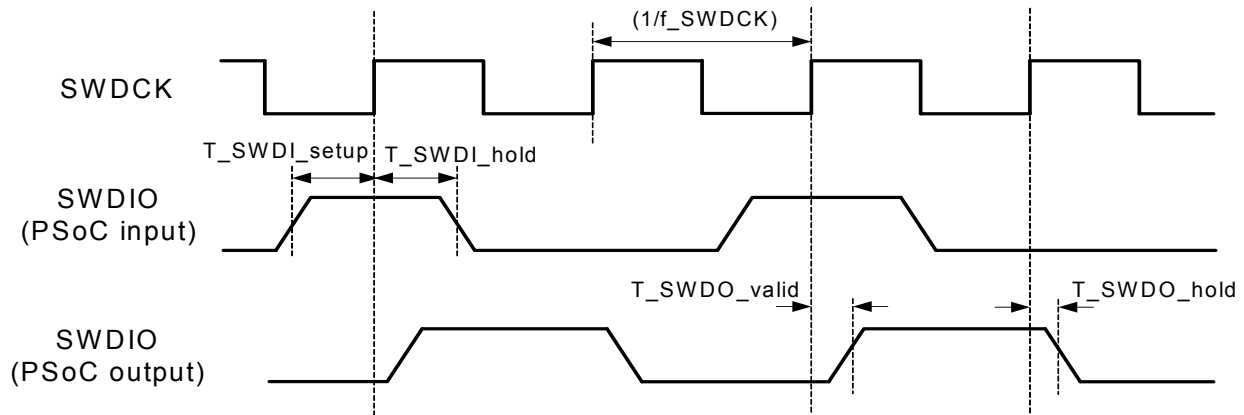 (1/f_SWDCK)
SWDCK
T_SWDI_setup
T_SWDI_hold
SWDIO
(PSoC input)
T_SWDO_valid
T_SWDO_hold
SWDIO
(PSoC output)